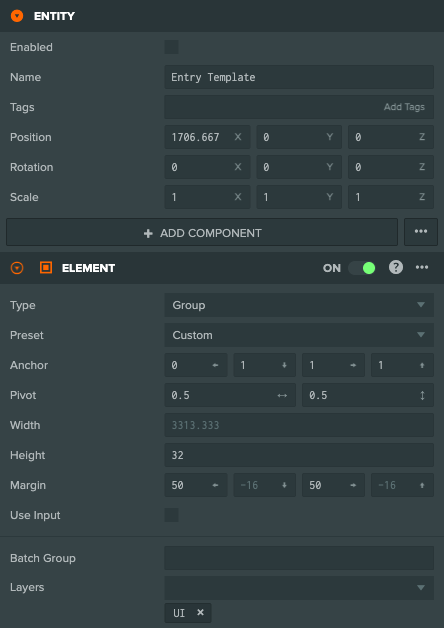 ENTITY
Enabled
Name Entry Template
Tags Add Tags
Position 1706.667 X 0 Y 0 Z
Rotation 0 X 0 Y 0 Z
Scale 1 X 1 Y 1 Z
+ ADD COMPONENT ...
ELEMENT ON ? ...
Type Group
Preset Custom
Anchor 0 ← 1 ↓ 1 → 1 ↑
Pivot 0.5 ↔ 0.5 ↕
Width 3313.333
Height 32
Margin 50 ← -16 ↓ 50 → -16 ↑
Use Input
Batch Group
Layers
UI ×